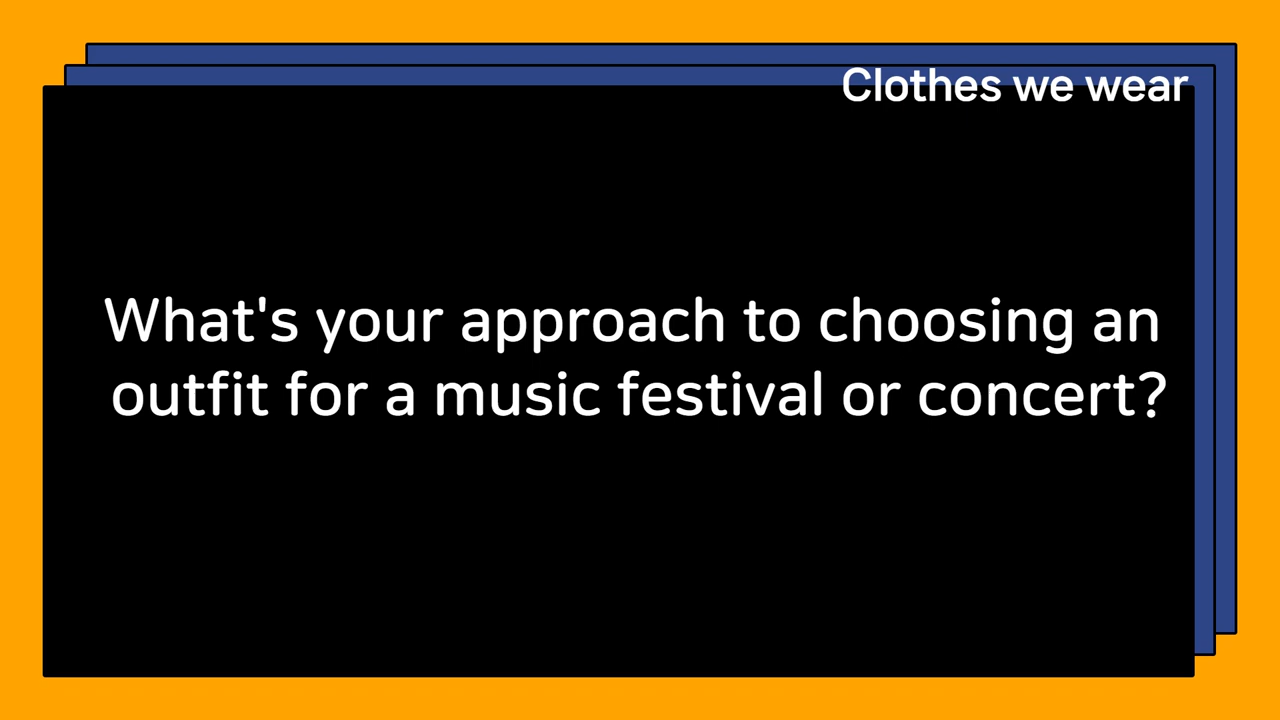 Clothes we wear
What's your approach to choosing an
outfit for a music festival or concert?